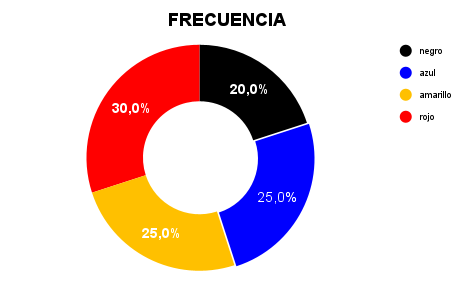 FRECUENCIA
negro
azul
amarillo
rojo
20,0%
30,0%
25,0%
25,0%